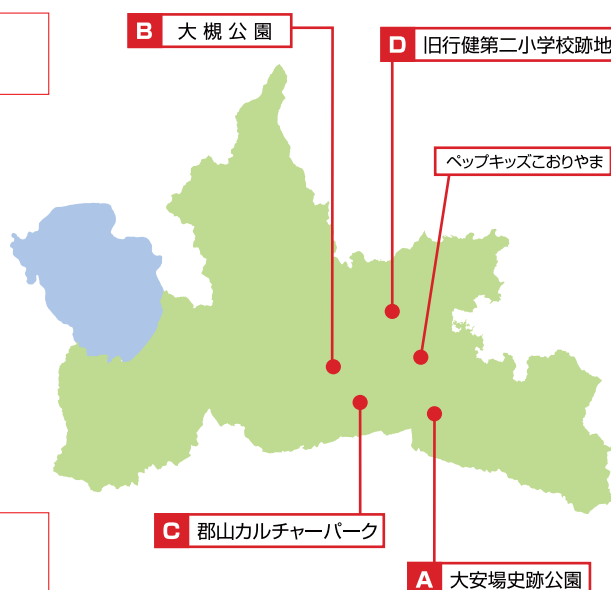 B 大槻公園
D 旧行健第二小学校跡地
ペップキッズこおりやま
C 郡山カルチャーパーク
A 大安場史跡公園